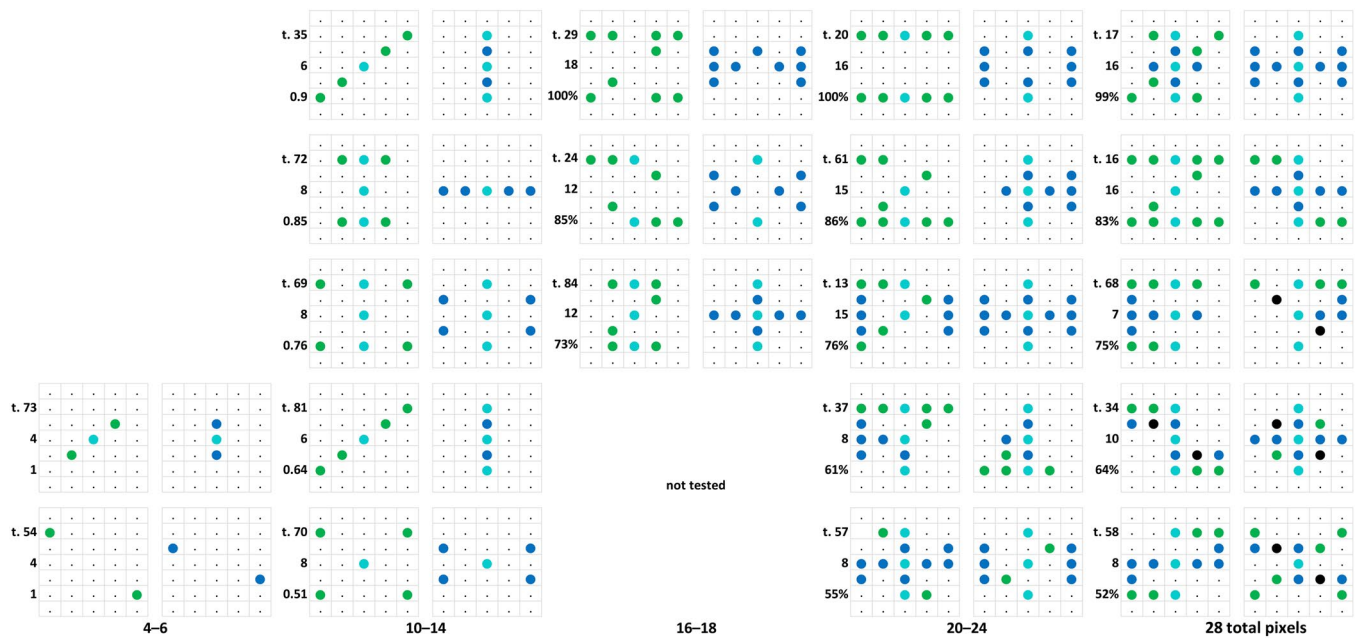 t. 35 t. 29 t. 20 t. 17
6 18 16 16
0.9 100% 100% 99%
t. 72 t. 24 t. 61 t. 16
8 12 15 16
0.85 85% 86% 83%
t. 69 t. 84 t. 13 t. 68
8 12 15 7
0.76 73% 76% 75%
t. 73 t. 81 t. 37 t. 34
4 6 8 10
1 0.64 61% 64%
not tested
t. 54 t. 70 t. 57 t. 58
4 8 8 8
1 0.51 55% 52%
4–6 10–14 16–18 20–24 28 total pixels